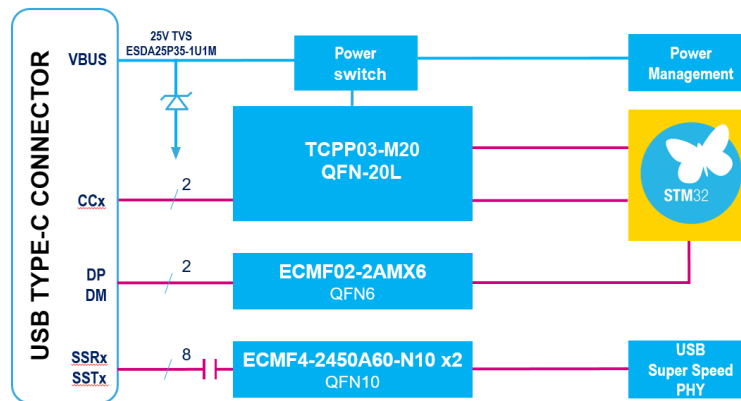 USB TYPE-C CONNECTOR
25V TVS
ESDA25P35-1U1M
VBUS
Power
switch
Power
Management
TCPP03-M20
QFN-20L
STM32
CCx
2
DP
DM
2
ECMF02-2AMX6
QFN6
SSRx
SSTx
8
ECMF4-2450A60-N10 x2
QFN10
USB
Super Speed
PHY